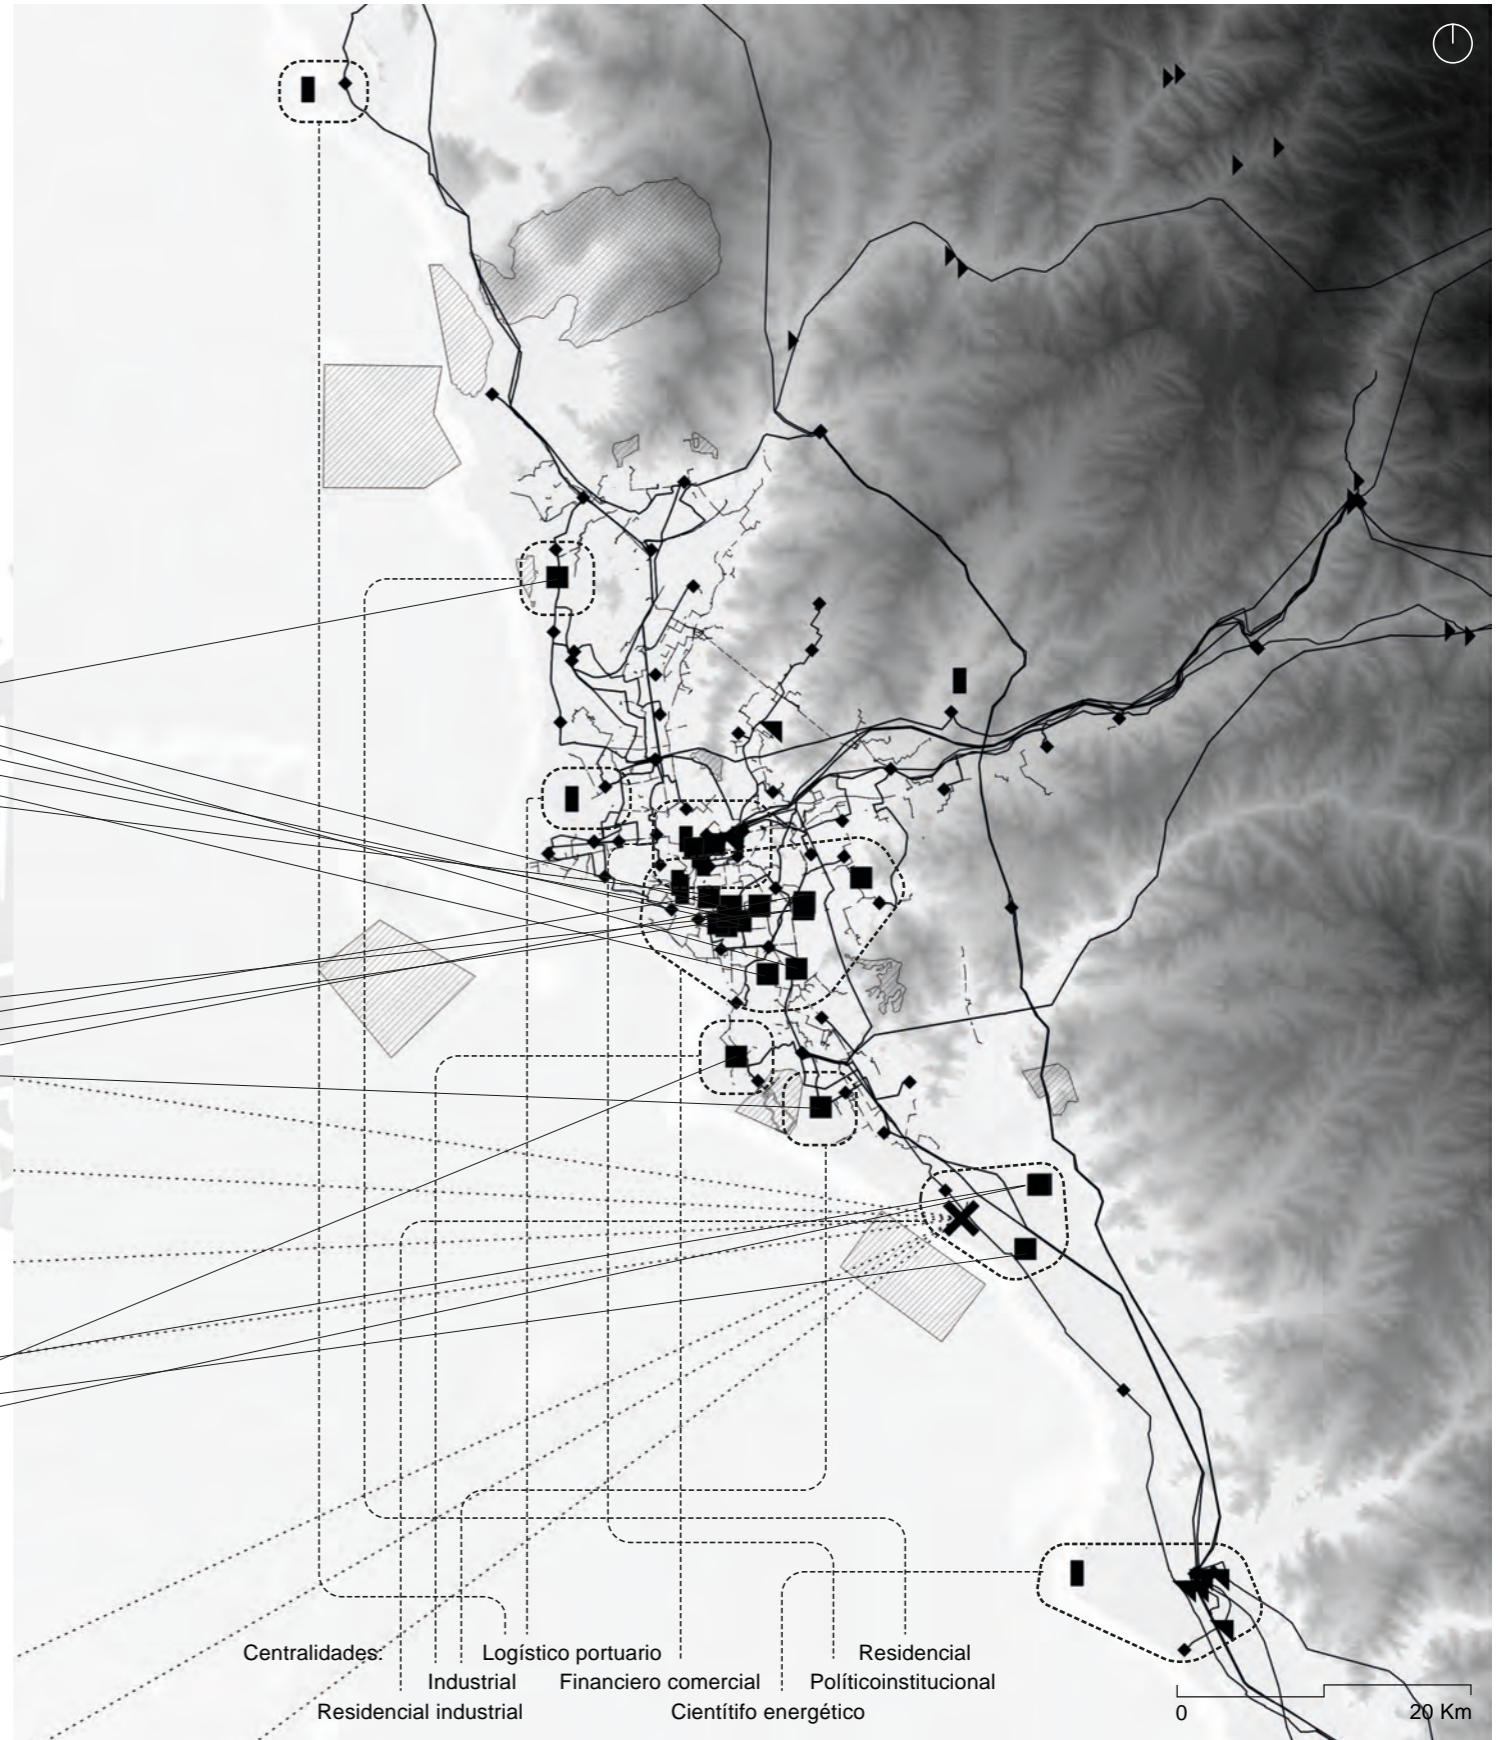 Centralidades:
Logístico portuario
Residencial
Industrial
Financiero comercial
Políticoinstitucional
Residencial industrial
Cientítifo energético
0
20 Km